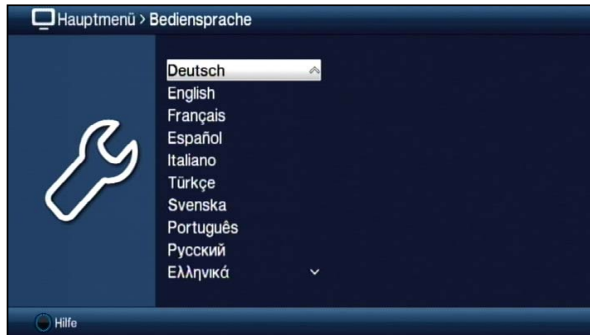 Hauptmenü > Bediensprache
Deutsch
English
Français
Español
Italiano
Türkçe
Svenska
Português
Русский
Ελληνικά
Hilfe